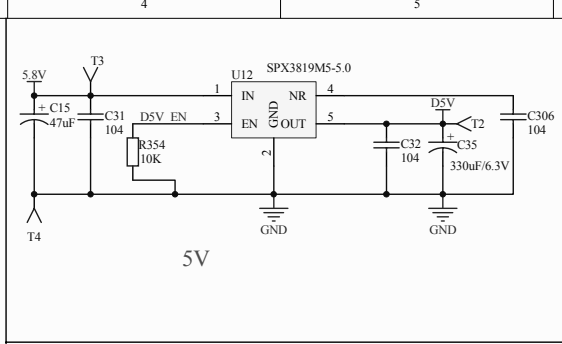 4
5
T3
SPX3819M5-5.0
U12
5.8V
1
IN
NR
4
D5V
+
C15
47uF
C31
104
D5V_EN
3
EN
GND
OUT
5
T2
C306
104
R354
10K
2
C32
104
+
C35
330uF/6.3V
T4
GND
GND
5V